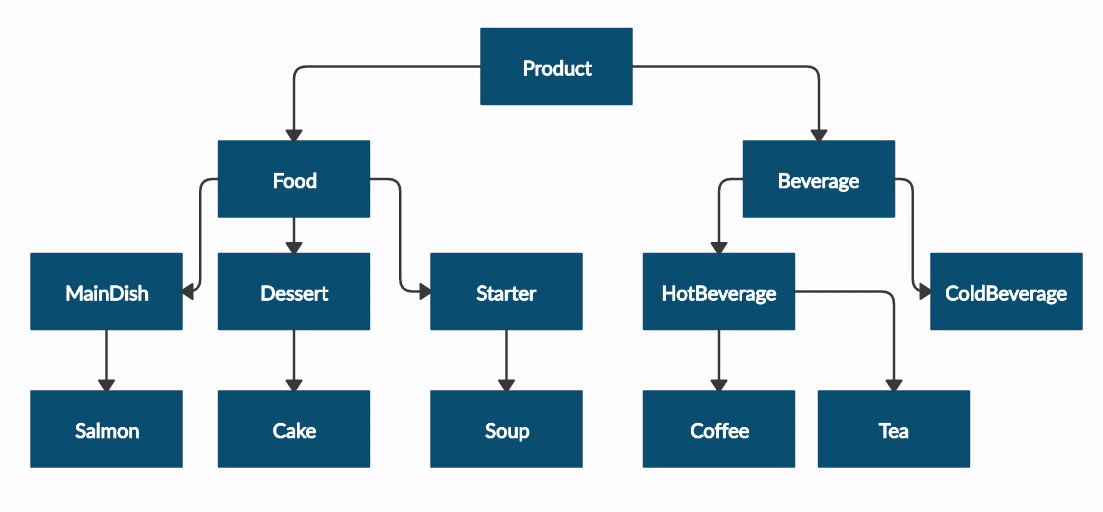 Product
Food
Beverage
MainDish
Dessert
Starter
HotBeverage
ColdBeverage
Salmon
Cake
Soup
Coffee
Tea